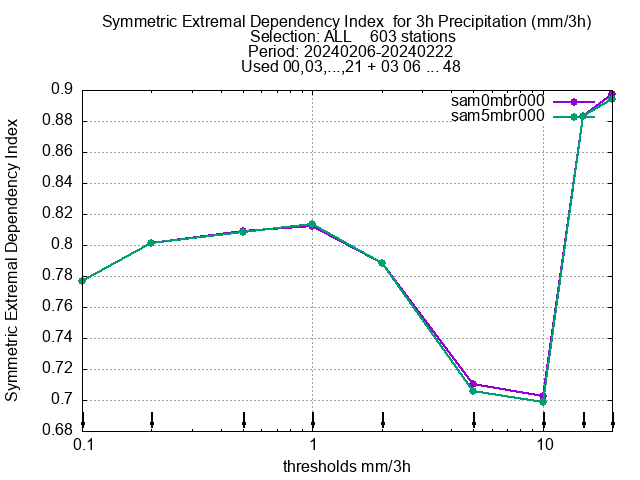 Symmetric Extremal Dependency Index  for 3h Precipitation (mm/3h)
Selection: ALL    603 stations
Period: 20240206-20240222
Used 00,03,...,21 + 03 06 ... 48
sam0mbr000
sam5mbr000
Symmetric Extremal Dependency Index
0.9
0.88
0.86
0.84
0.82
0.8
0.78
0.76
0.74
0.72
0.7
0.68
0.1 1 10
thresholds mm/3h